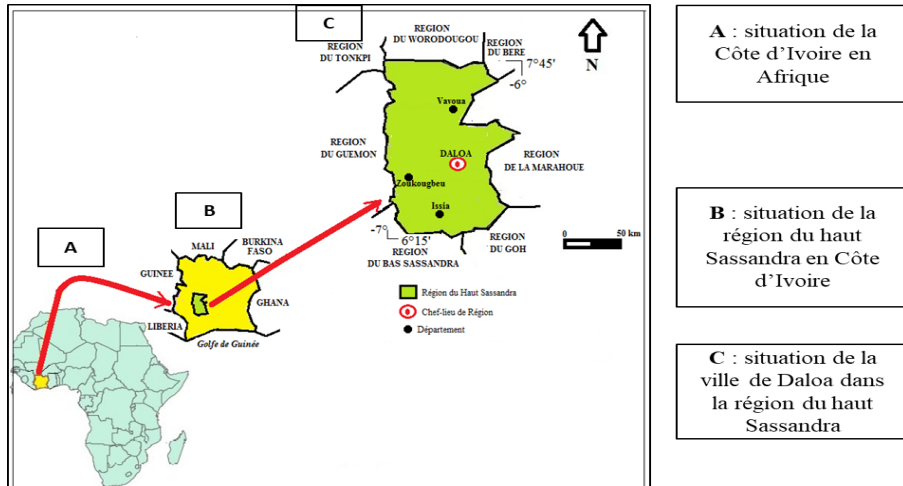 C
REGION
DU WORODOUGOU
REGION
DU TONKPI
REGION
DU BERE
7°45'
-6°
N
Vavoua
REGION
DU GUEMON
DALOA
REGION
DE LA MARAHOUE
Zoukougbeu
Issia
-7°
6°15'
REGION
DU BAS SASSANDRA
REGION
DU GOH
0
50 km
B
A
MALI
BURKINA
FASO
GUINEE
GHANA
LIBERIA
Golfe de Guinée
Région du Haut Sassandra
Chef-lieu de Région
Département
A : situation de la
Côte d'Ivoire en
Afrique
B : situation de la
région du haut
Sassandra en Côte
d'Ivoire
C : situation de la
ville de Daloa dans
la région du haut
Sassandra